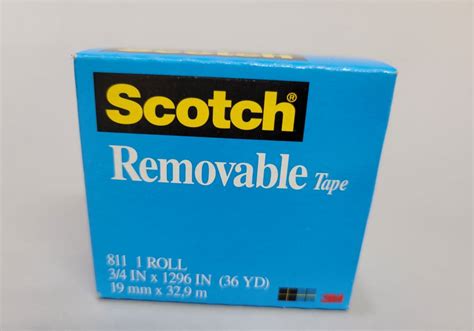 Scotch®
Removable Tape
811 1 ROLL
3/4 IN x 1296 IN (36 YD)
19 mm x 32,9 m
3M